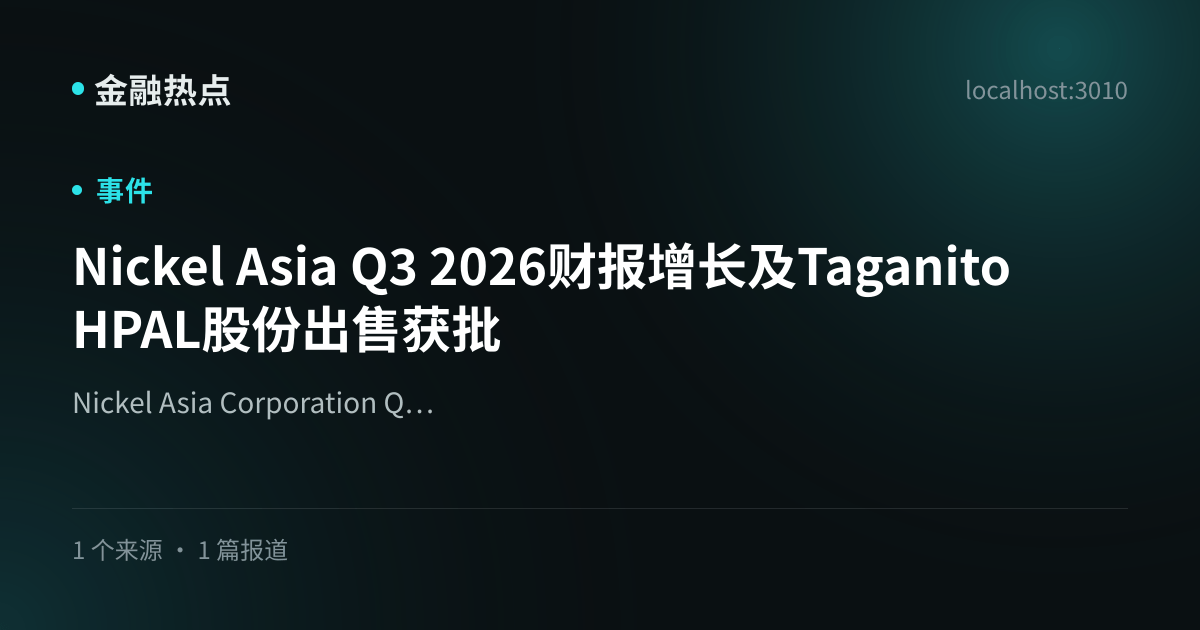 金融热点
localhost:3010
事件
Nickel Asia Q3 2026财报增长及Taganito
HPAL股份出售获批
Nickel Asia Corporation Q…
1 个来源 · 1 篇报道